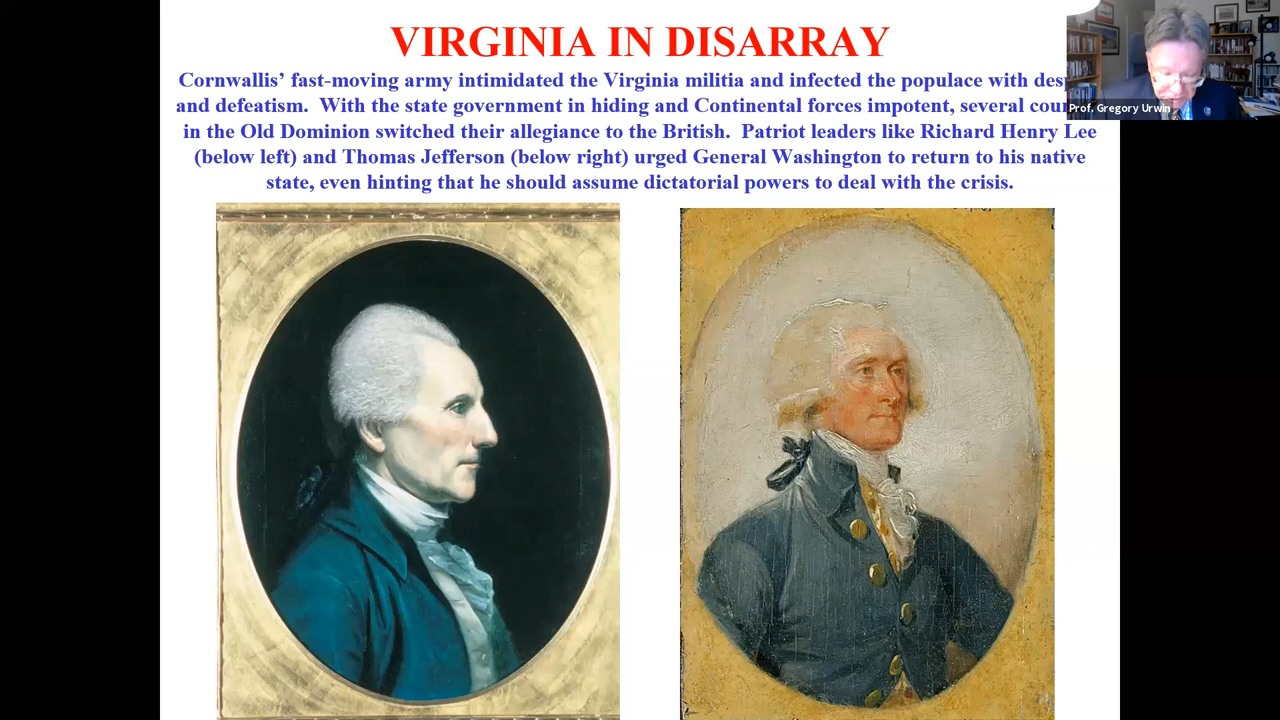 VIRGINIA IN DISARRAY
Cornwallis' fast-moving army intimidated the Virginia militia and infected the populace with
and defeatism. With the state government in hiding and Continental forces impotent, several
in the Old Dominion switched their allegiance to the British. Patriot leaders like Richard Henry Lee
(below left) and Thomas Jefferson (below right) urged General Washington to return to his native
state, even hinting that he should assume dictatorial powers to deal with the crisis.
Prof. Gregory Urwin